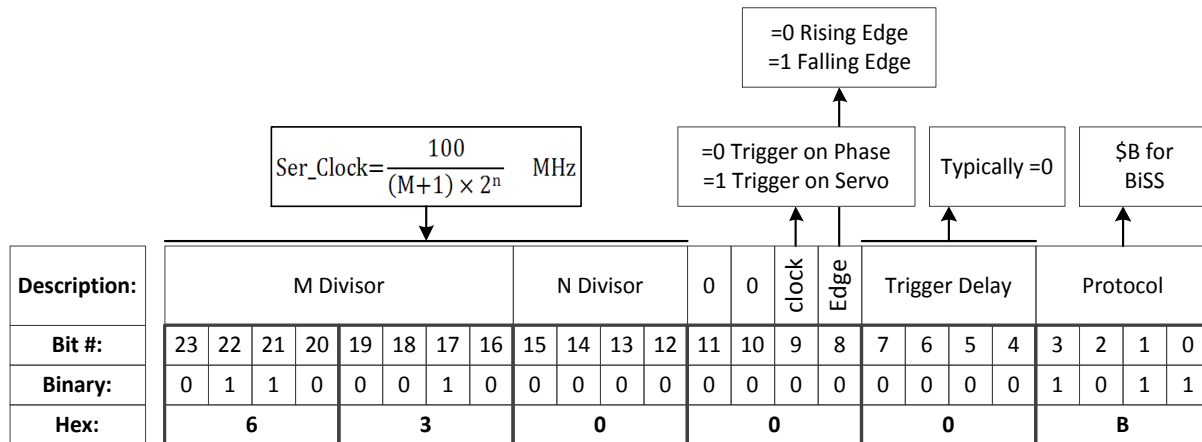 =0 Rising Edge
=1 Falling Edge
Ser_Clock=100/((M+1) × 2ⁿ) MHz
=0 Trigger on Phase
=1 Trigger on Servo
Typically =0
$B for
BiSS
Description: M Divisor N Divisor 0 0 clock Edge Trigger Delay Protocol
Bit #: 23 22 21 20 19 18 17 16 15 14 13 12 11 10 9 8 7 6 5 4 3 2 1 0
Binary: 0 1 1 0 0 0 1 0 0 0 0 0 0 0 0 0 0 0 0 0 1 0 1 1
Hex: 6 3 0 0 0 B